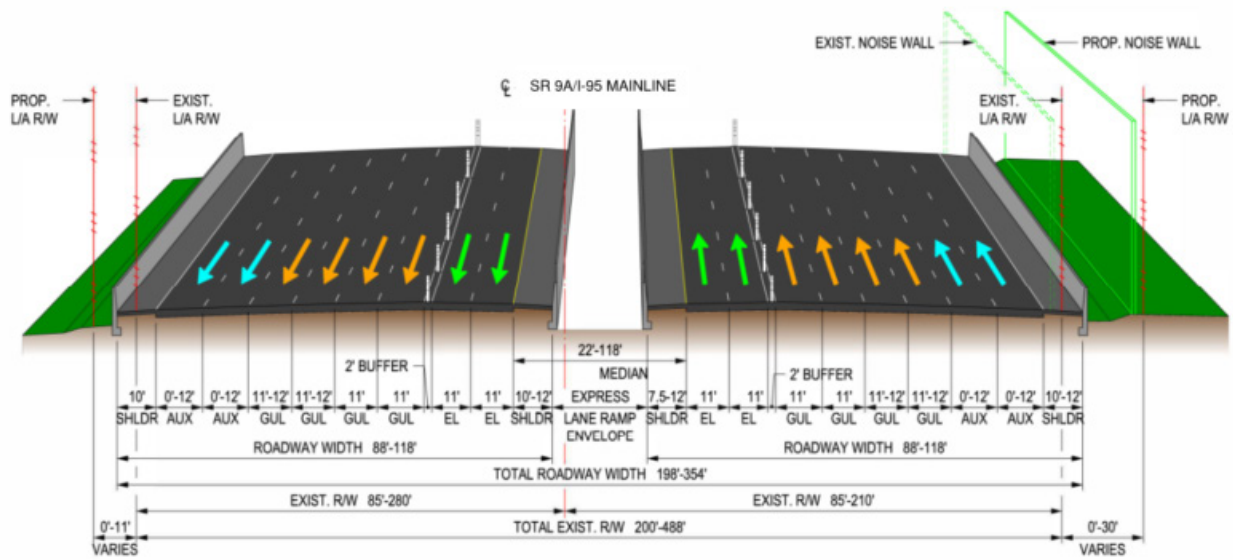 EXIST. NOISE WALL
PROP. NOISE WALL
℄ SR 9A/I-95 MAINLINE
PROP.
L/A R/W
EXIST.
L/A R/W
EXIST.
L/A R/W
PROP.
L/A R/W
22'-118'
MEDIAN
2' BUFFER
2' BUFFER
10' 0'-12' 0'-12' 11'-12' 11'-12' 11' 11' 11' 11' 10'-12' EXPRESS 7.5-12' 11' 11' 11' 11' 11'-12' 11'-12' 0'-12' 0'-12' 10'-12'
SHLDR AUX AUX GUL GUL GUL GUL EL EL SHLDR LANE RAMP SHLDR EL EL GUL GUL GUL GUL AUX AUX SHLDR
ENVELOPE
ROADWAY WIDTH 88'-118'
ROADWAY WIDTH 88'-118'
TOTAL ROADWAY WIDTH 198'-354'
EXIST. R/W 85'-280'
EXIST. R/W 85'-210'
0'-11'
VARIES
TOTAL EXIST. R/W 200'-488'
0'-30'
VARIES